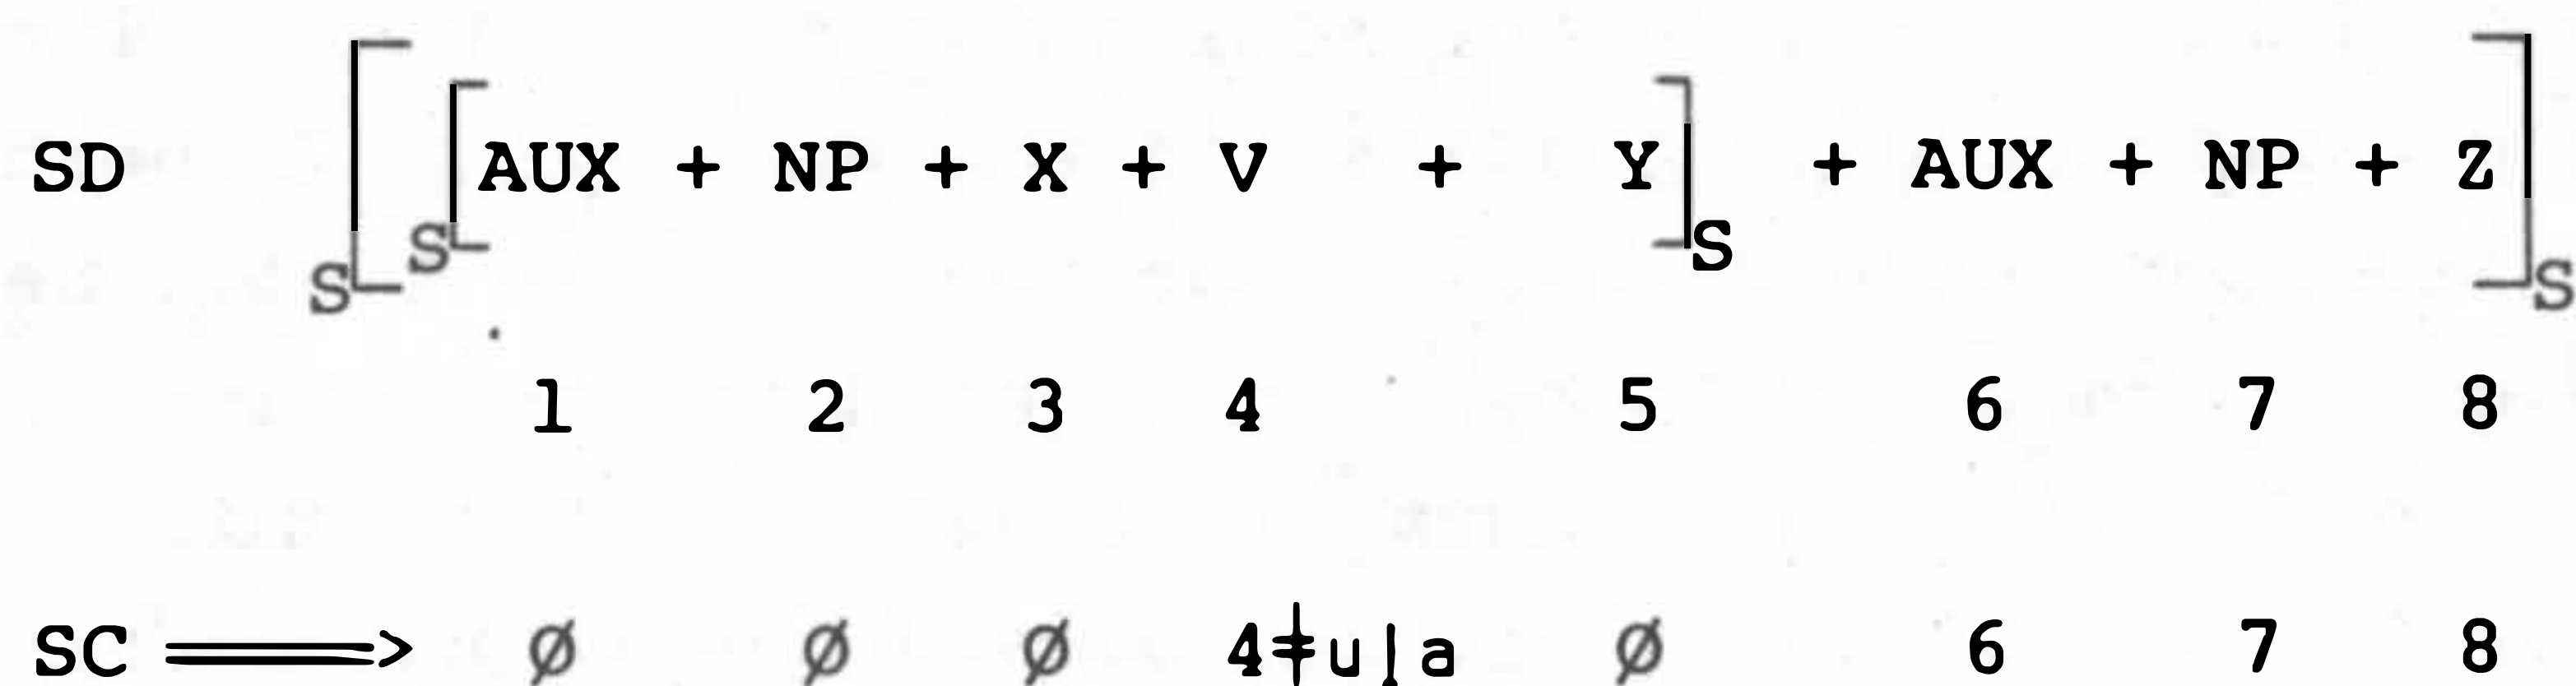 SD [S [S AUX + NP + X + V + Y ]S + AUX + NP + Z ]S
1 2 3 4 5 6 7 8
SC ⟹ ∅ ∅ ∅ 4‡u| a ∅ 6 7 8